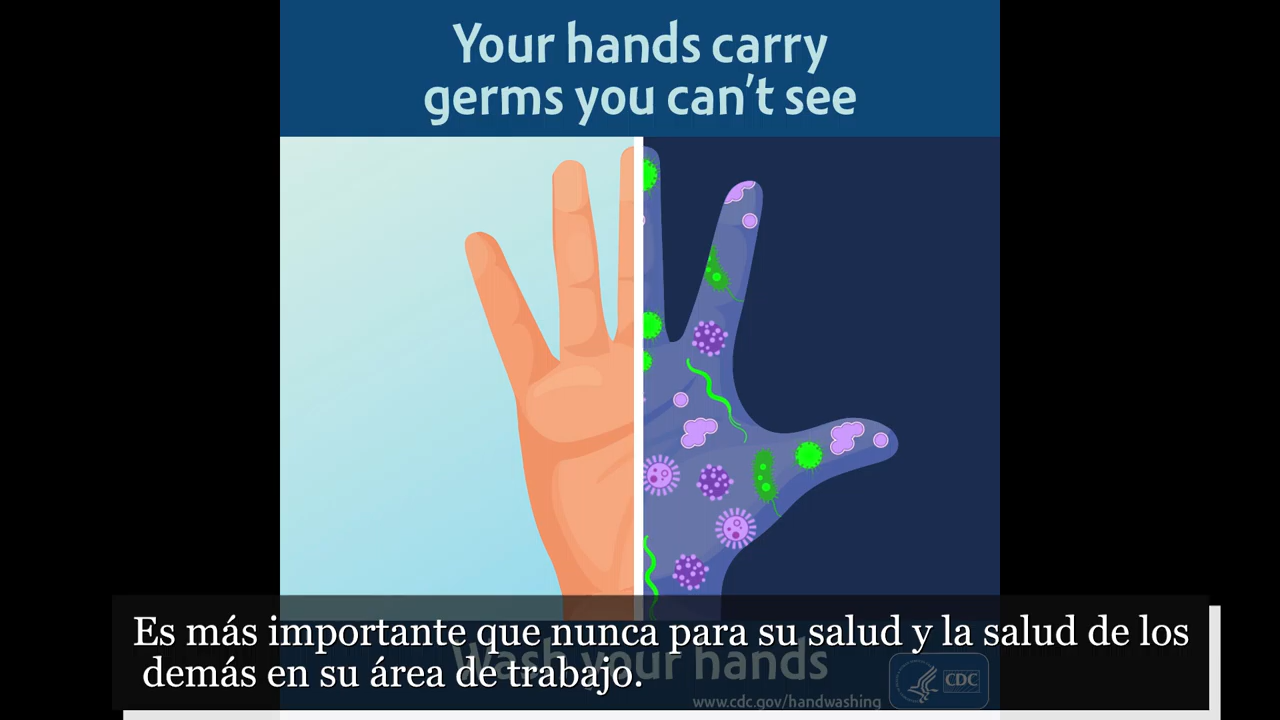 Your hands carry
germs you can't see
Es más importante que nunca para su salud y la salud de los
demás en su área de trabajo.
Wash your hands
CDC
www.cdc.gov/handwashing